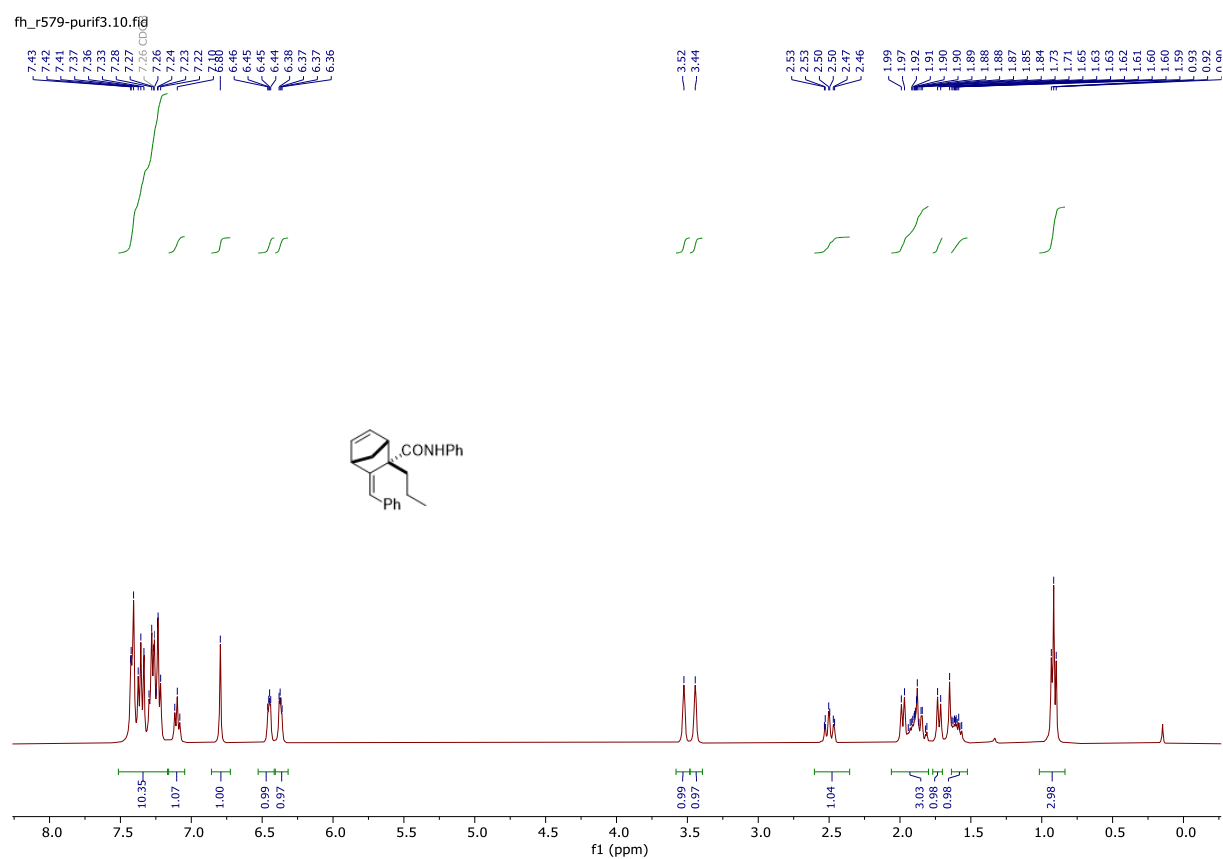 fh_r579-purif3.10.fid
7.43 7.42 7.41 7.37 7.36 7.33 7.28 7.27 7.26 CDCl3 7.26 7.24 7.23 7.22 7.10 6.80 6.46 6.45 6.45 6.44 6.38 6.37 6.37 6.36 3.52 3.44 2.53 2.53 2.50 2.50 2.47 2.46 1.99 1.97 1.92 1.91 1.90 1.90 1.89 1.88 1.88 1.87 1.85 1.84 1.73 1.71 1.65 1.63 1.63 1.62 1.61 1.60 1.60 1.59 0.93 0.92 0.90
CONHPh
Ph
10.35 1.07 1.00 0.99 0.97 0.99 0.97 1.04 3.03 0.98 0.98 2.98
8.0 7.5 7.0 6.5 6.0 5.5 5.0 4.5 4.0 3.5 3.0 2.5 2.0 1.5 1.0 0.5 0.0
f1 (ppm)